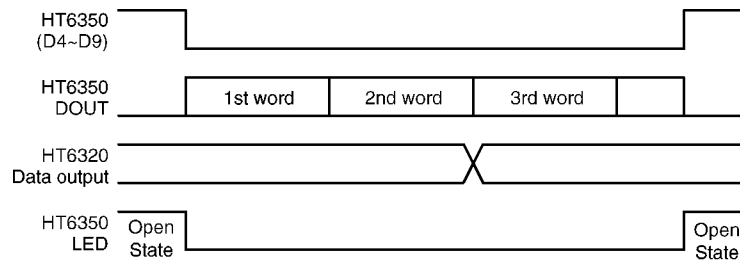 HT6350
(D4~D9)
HT6350
DOUT
1st word
2nd word
3rd word
HT6320
Data output
HT6350
LED
Open
State
Open
State